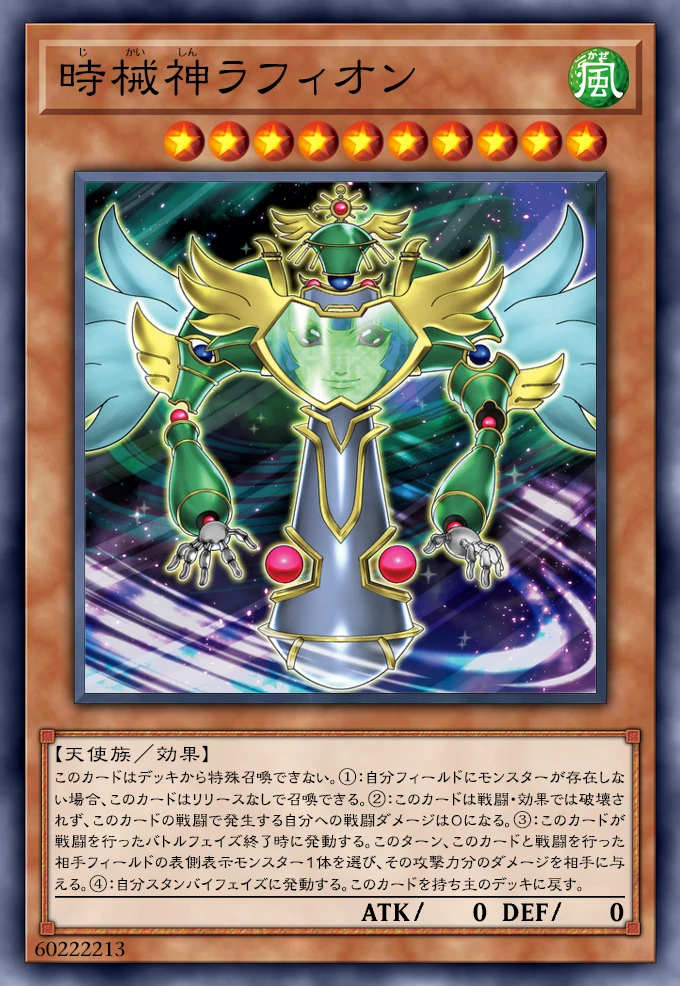 じ かい しん
時械神ラフィオン
かぜ
風
【天使族／効果】
このカードはデッキから特殊召喚できない。①：自分フィールドにモンスターが存在しな
い場合、このカードはリリースなしで召喚できる。②：このカードは戦闘・効果では破壊さ
れず、このカードの戦闘で発生する自分への戦闘ダメージは0になる。③：このカードが
戦闘を行ったバトルフェイズ終了時に発動する。このターン、このカードと戦闘を行った
相手フィールドの表側表示モンスター1体を選び、その攻撃力分のダメージを相手に与
える。④：自分スタンバイフェイズに発動する。このカードを持ち主のデッキに戻す。
ATK/ 0 DEF/ 0
60222213